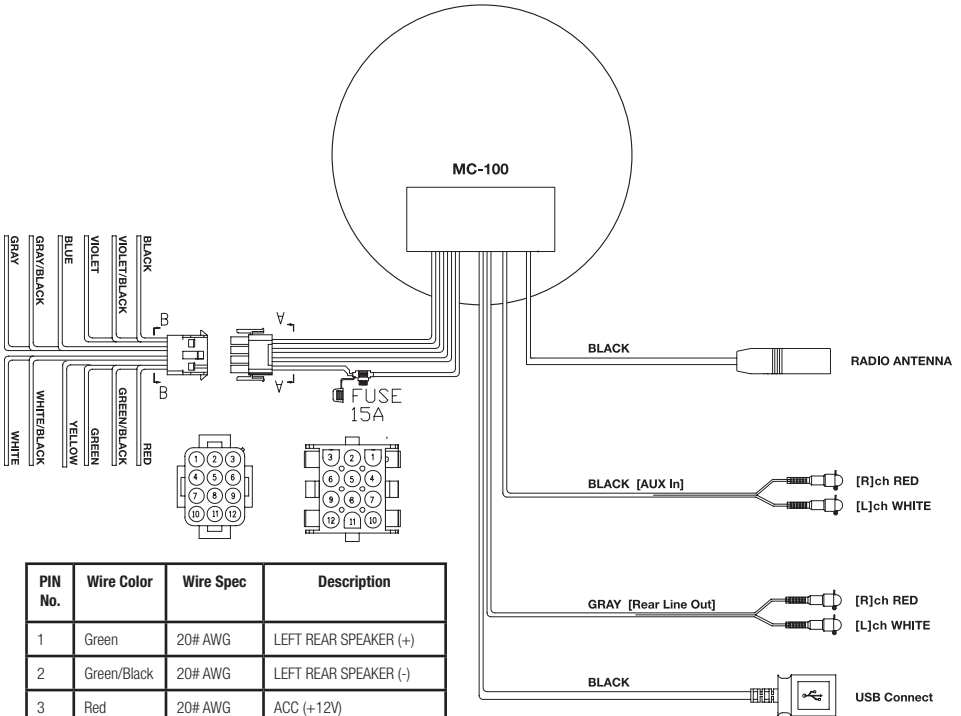 MC-100
GRAY
GRAY/BLACK
BLUE
VIOLET
VIOLET/BLACK
BLACK
B
A
B
A
WHITE
WHITE/BLACK
YELLOW
GREEN
GREEN/BLACK
RED
FUSE
15A
1 2 3
4 5 6
7 8 9
10 11 12
3 2 1
6 5 4
9 8 7
12 11 10
BLACK
RADIO ANTENNA
BLACK [AUX In]
[R]ch RED
[L]ch WHITE
GRAY [Rear Line Out]
[R]ch RED
[L]ch WHITE
BLACK
USB Connect
PIN No. Wire Color Wire Spec Description
1 Green 20# AWG LEFT REAR SPEAKER (+)
2 Green/Black 20# AWG LEFT REAR SPEAKER (-)
3 Red 20# AWG ACC (+12V)